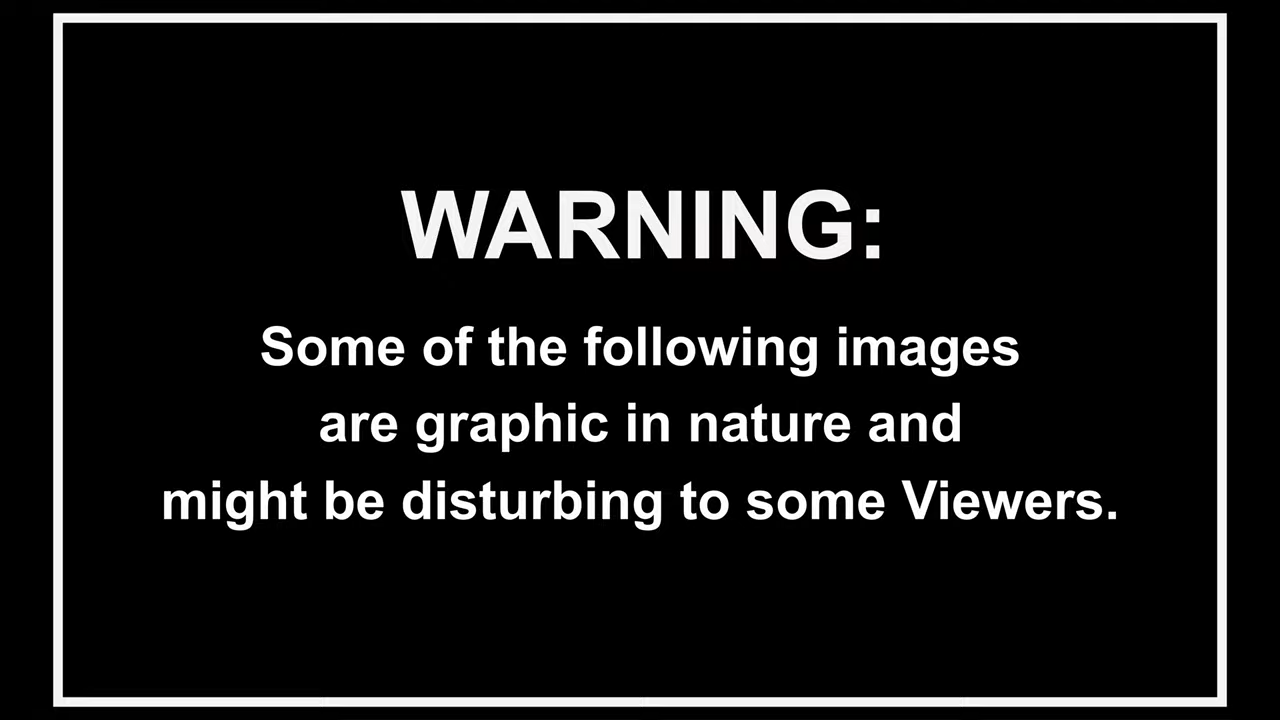 WARNING:
Some of the following images
are graphic in nature and
might be disturbing to some Viewers.